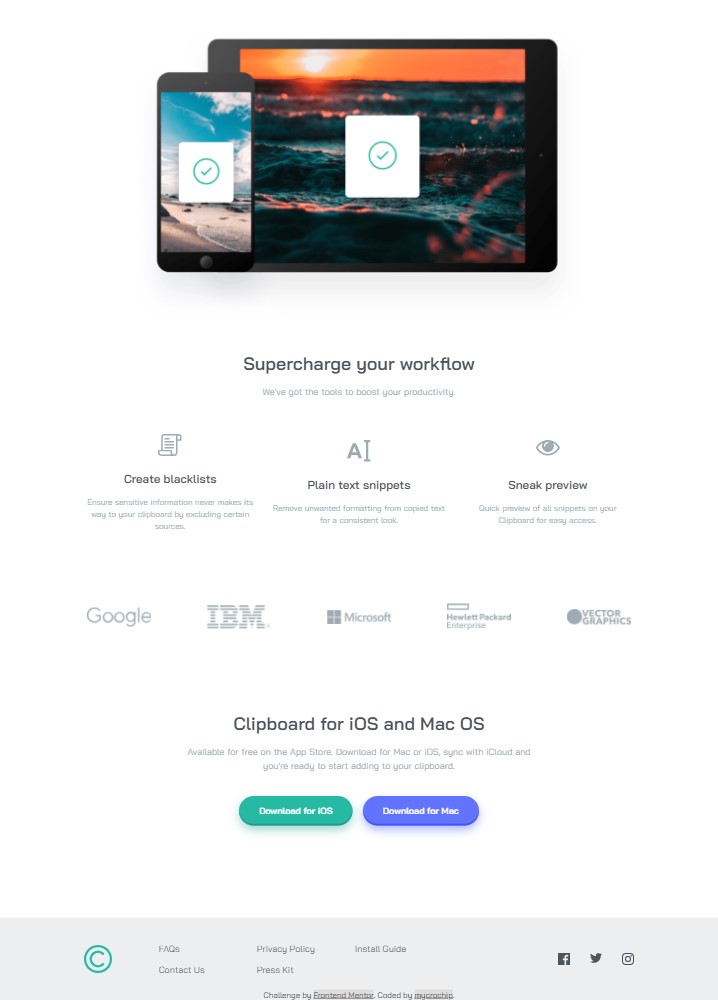 Supercharge your workflow
We've got the tools to boost your productivity.
Create blacklists
Ensure sensitive information never makes its
way to your clipboard by excluding certain
sources.
AI
Plain text snippets
Remove unwanted formatting from copied text
for a consistent look.
Sneak preview
Quick preview of all snippets on your
Clipboard for easy access.
Google
IBM
Microsoft
Hewlett Packard
Enterprise
VECTOR
GRAPHICS
Clipboard for iOS and Mac OS
Available for free on the App Store. Download for Mac or iOS, sync with iCloud and
you're ready to start adding to your clipboard.
Download for iOS
Download for Mac
C
FAQs
Contact Us
Privacy Policy
Press Kit
Install Guide
Challenge by Frontend Mentor. Coded by mycrochip.